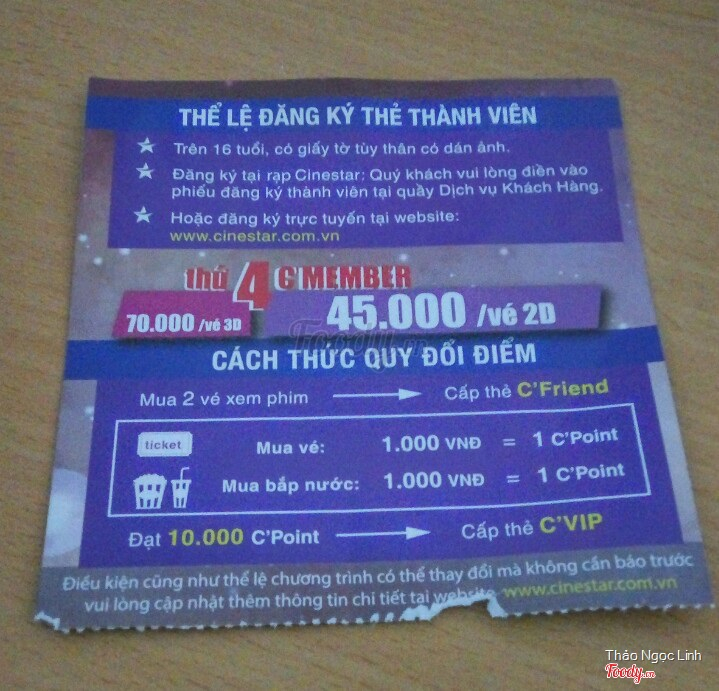 THỂ LỆ ĐĂNG KÝ THẺ THÀNH VIÊN
Trên 16 tuổi, có giấy tờ tùy thân có dán ảnh.
Đăng ký tại rạp Cinestar: Quý khách vui lòng điền vào
phiếu đăng ký thành viên tại quầy Dịch vụ Khách Hàng.
Hoặc đăng ký trực tuyến tại website:
www.cinestar.com.vn
thứ 4 C'MEMBER
70.000 /vé 3D 45.000 /vé 2D
Foody.vn
CÁCH THỨC QUY ĐỔI ĐIỂM
Mua 2 vé xem phim Cấp thẻ C'Friend
ticket Mua vé: 1.000 VNĐ = 1 C'Point
Mua bắp nước: 1.000 VNĐ = 1 C'Point
Đạt 10.000 C'Point Cấp thẻ C'VIP
Điều kiện cũng như thể lệ chương trình có thể thay đổi mà không cần báo trước
vui lòng cập nhật thêm thông tin chi tiết tại website www.cinestar.com.vn
Thảo Ngọc Linh
Foody.vn